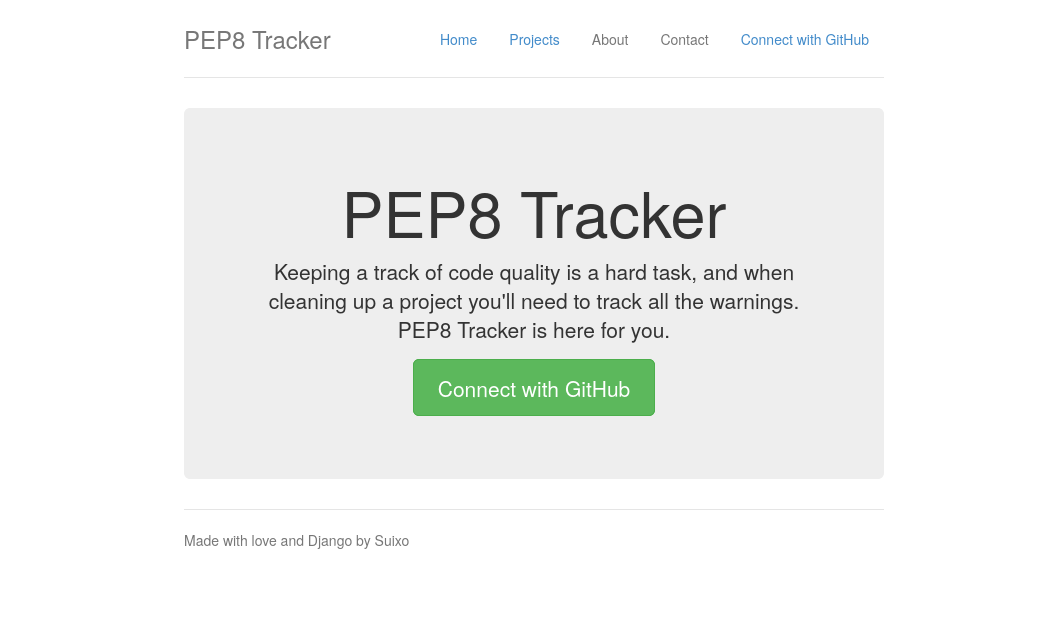 PEP8 Tracker
Home Projects About Contact Connect with GitHub
PEP8 Tracker
Keeping a track of code quality is a hard task, and when
cleaning up a project you'll need to track all the warnings.
PEP8 Tracker is here for you.
Connect with GitHub
Made with love and Django by Suixo